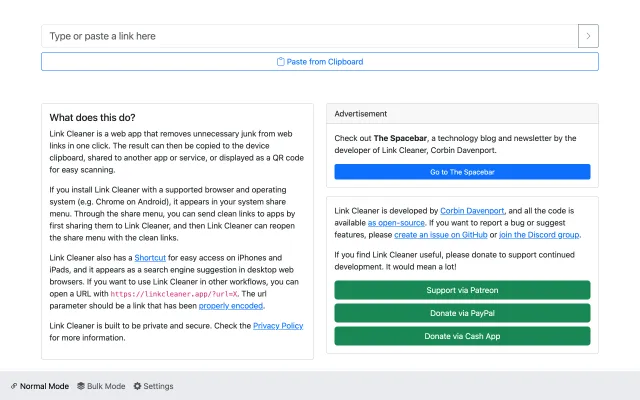 Type or paste a link here
Paste from Clipboard
What does this do?
Link Cleaner is a web app that removes unnecessary junk from web
links in one click. The result can then be copied to the device
clipboard, shared to another app or service, or displayed as a QR code
for easy scanning.
If you install Link Cleaner with a supported browser and operating
system (e.g. Chrome on Android), it appears in your system share
menu. Through the share menu, you can send clean links to apps by
first sharing them to Link Cleaner, and then Link Cleaner can reopen
the share menu with the clean links.
Link Cleaner also has a Shortcut for easy access on iPhones and
iPads, and it appears as a search engine suggestion in desktop web
browsers. If you want to use Link Cleaner in other workflows, you can
open a URL with https://linkcleaner.app/?url=X. The url
parameter should be a link that has been properly encoded.
Link Cleaner is built to be private and secure. Check the Privacy Policy
for more information.
Advertisement
Check out The Spacebar, a technology blog and newsletter by the
developer of Link Cleaner, Corbin Davenport.
Go to The Spacebar
Link Cleaner is developed by Corbin Davenport, and all the code is
available as open-source. If you want to report a bug or suggest
features, please create an issue on GitHub or join the Discord group.
If you find Link Cleaner useful, please donate to support continued
development. It would mean a lot!
Support via Patreon
Donate via PayPal
Donate via Cash App
Normal Mode
Bulk Mode
Settings